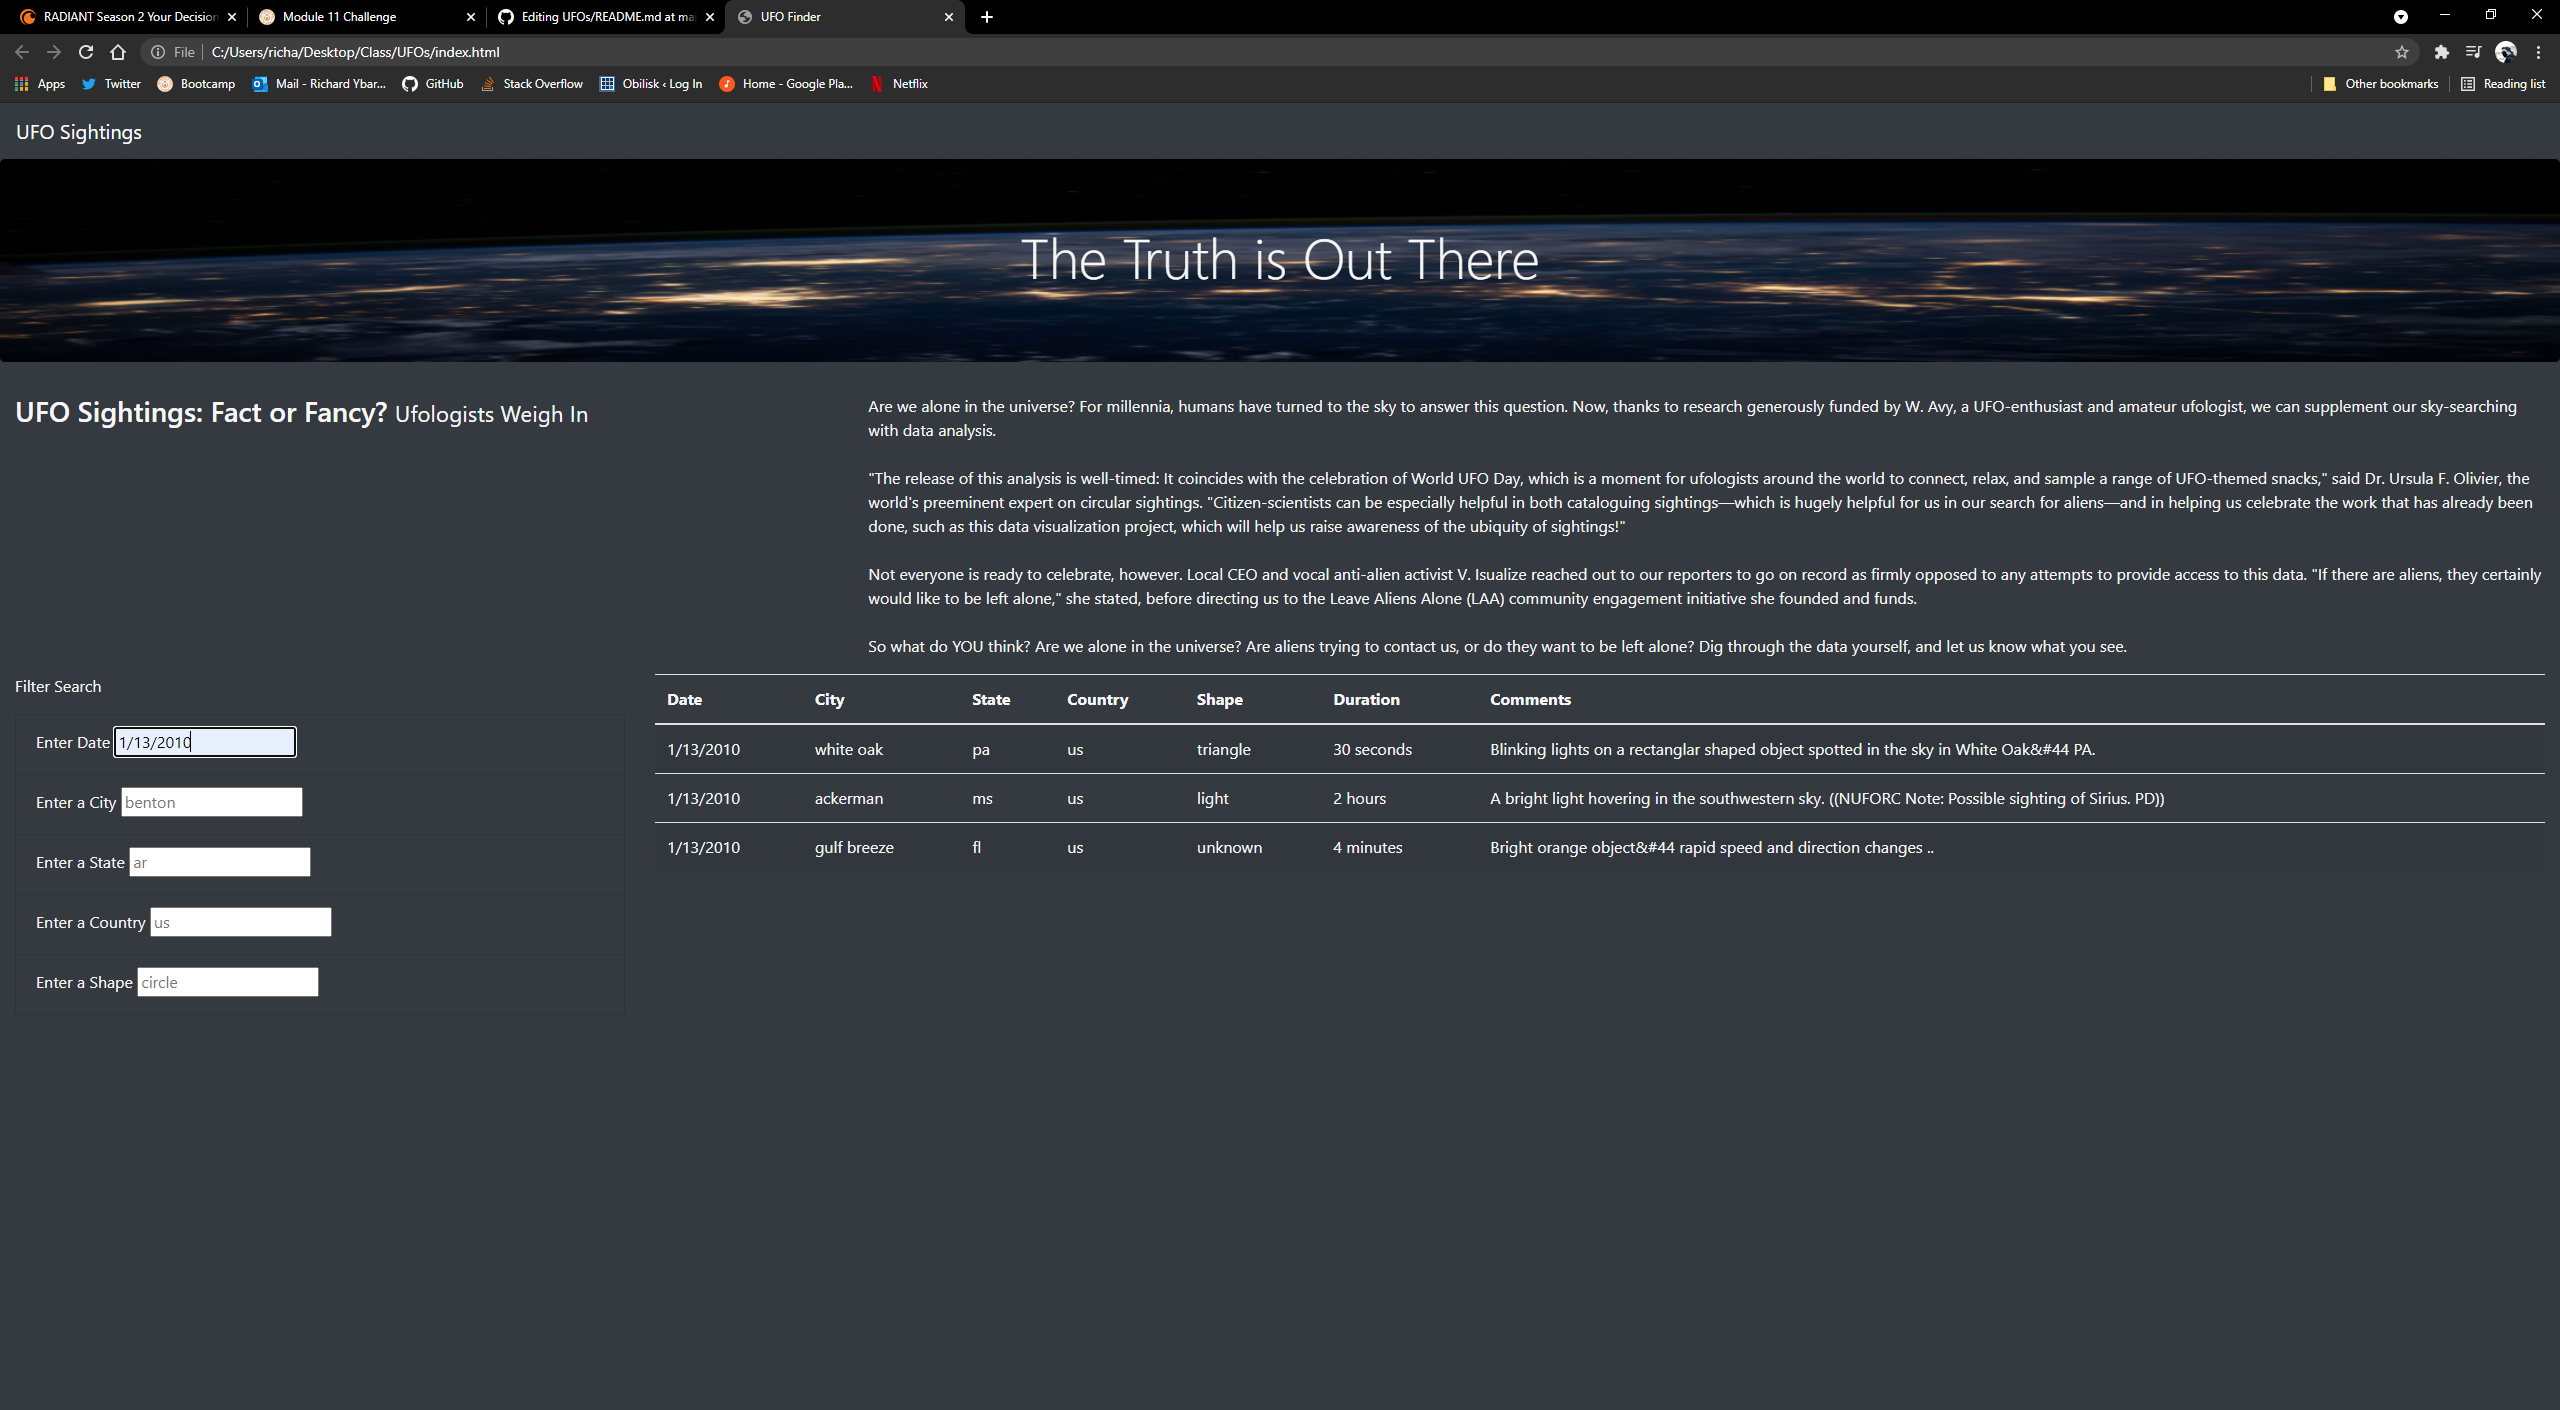 RADIANT Season 2 Your Decision
Module 11 Challenge
Editing UFOs/README.md at mai
UFO Finder
File
C:/Users/richa/Desktop/Class/UFOs/index.html
Apps
Twitter
Bootcamp
Mail - Richard Ybar...
GitHub
Stack Overflow
Obilisk ‹ Log In
Home - Google Pla...
Netflix
Other bookmarks
Reading list
UFO Sightings
The Truth is Out There
UFO Sightings: Fact or Fancy? Ufologists Weigh In
Are we alone in the universe? For millennia, humans have turned to the sky to answer this question. Now, thanks to research generously funded by W. Avy, a UFO-enthusiast and amateur ufologist, we can supplement our sky-searching
with data analysis.
"The release of this analysis is well-timed: It coincides with the celebration of World UFO Day, which is a moment for ufologists around the world to connect, relax, and sample a range of UFO-themed snacks," said Dr. Ursula F. Olivier, the
world's preeminent expert on circular sightings. "Citizen-scientists can be especially helpful in both cataloguing sightings—which is hugely helpful for us in our search for aliens—and in helping us celebrate the work that has already been
done, such as this data visualization project, which will help us raise awareness of the ubiquity of sightings!"
Not everyone is ready to celebrate, however. Local CEO and vocal anti-alien activist V. Isualize reached out to our reporters to go on record as firmly opposed to any attempts to provide access to this data. "If there are aliens, they certainly
would like to be left alone," she stated, before directing us to the Leave Aliens Alone (LAA) community engagement initiative she founded and funds.
So what do YOU think? Are we alone in the universe? Are aliens trying to contact us, or do they want to be left alone? Dig through the data yourself, and let us know what you see.
Filter Search
Enter Date 1/13/2010
Enter a City benton
Enter a State ar
Enter a Country us
Enter a Shape circle
Date City State Country Shape Duration Comments
1/13/2010 white oak pa us triangle 30 seconds Blinking lights on a rectanglar shaped object spotted in the sky in White Oak&#44 PA.
1/13/2010 ackerman ms us light 2 hours A bright light hovering in the southwestern sky. ((NUFORC Note: Possible sighting of Sirius. PD))
1/13/2010 gulf breeze fl us unknown 4 minutes Bright orange object&#44 rapid speed and direction changes ..